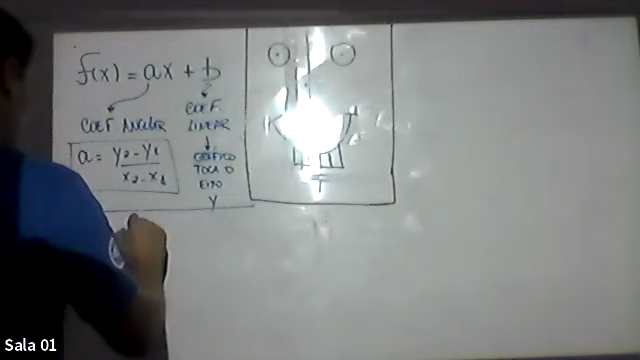 f(x) = ax + b
COEF. ANGULAR
a = y2 - y1
x2 - x1
COEF.
LINEAR
GRÁFICO
TOCA O
EIXO
Y
Sala 01